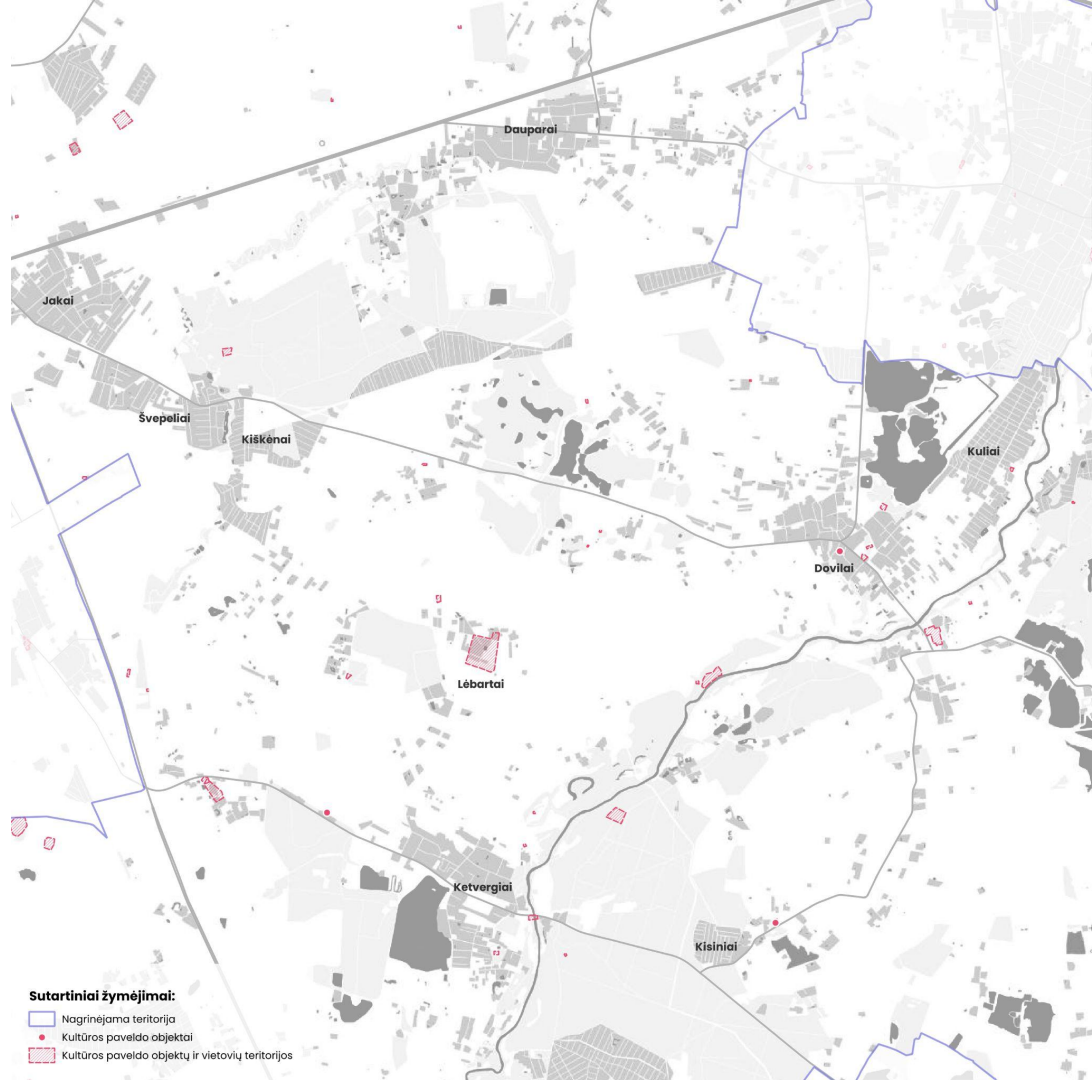 Dauparai
Jakai
Švepeliai
Kiškėnai
Kuliai
Dovilai
Lėbartai
Ketvergiai
Kisiniai
Sutartiniai žymėjimai:
Nagrinėjama teritorija
Kultūros paveldo objektai
Kultūros paveldo objektų ir vietovių teritorijos